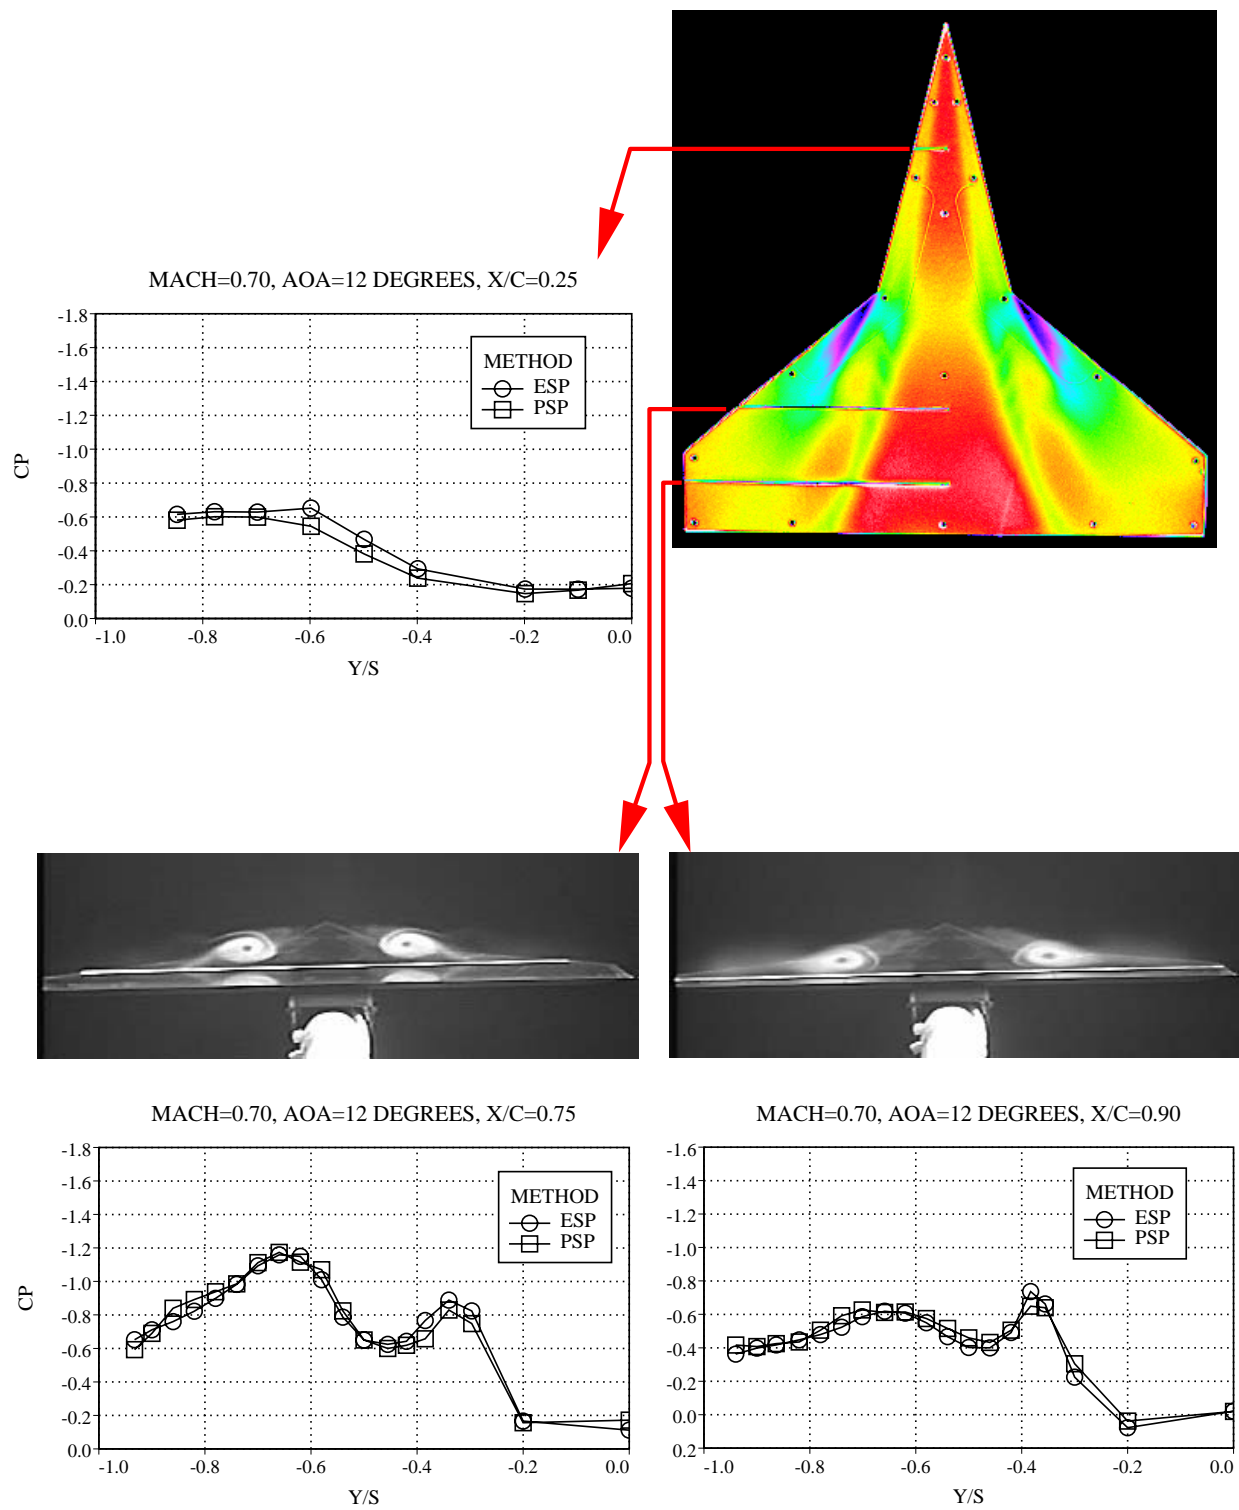 MACH=0.70, AOA=12 DEGREES, X/C=0.25
-1.8
-1.6
-1.4
-1.2
-1.0
-0.8
-0.6
-0.4
-0.2
0.0
CP
METHOD
ESP
PSP
-1.0 -0.8 -0.6 -0.4 -0.2 0.0
Y/S
MACH=0.70, AOA=12 DEGREES, X/C=0.75
-1.8
-1.6
-1.4
-1.2
-1.0
-0.8
-0.6
-0.4
-0.2
0.0
CP
METHOD
ESP
PSP
-1.0 -0.8 -0.6 -0.4 -0.2 0.0
Y/S
MACH=0.70, AOA=12 DEGREES, X/C=0.90
-1.6
-1.4
-1.2
-1.0
-0.8
-0.6
-0.4
-0.2
0.0
0.2
METHOD
ESP
PSP
-1.0 -0.8 -0.6 -0.4 -0.2 0.0
Y/S